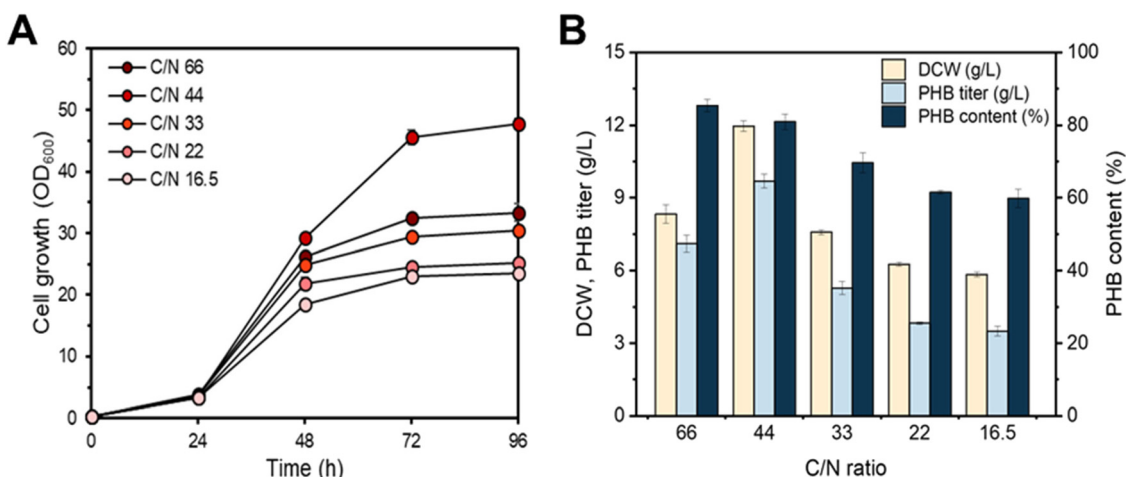 A
Cell growth (OD₆₀₀)
60
50
40
30
20
10
0
C/N 66
C/N 44
C/N 33
C/N 22
C/N 16.5
0 24 48 72 96
Time (h)
B
DCW, PHB titer (g/L)
15
12
9
6
3
0
DCW (g/L)
PHB titer (g/L)
PHB content (%)
100
80
60
40
20
0
PHB content (%)
66 44 33 22 16.5
C/N ratio